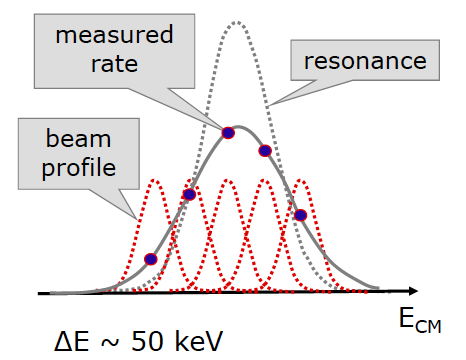 measured
rate
resonance
beam
profile
E_CM
ΔE ~ 50 keV